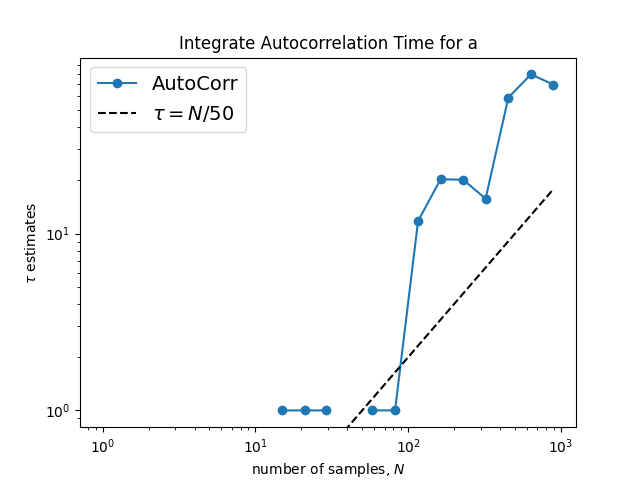 Integrate Autocorrelation Time for a
AutoCorr
τ = N/50
τ estimates
10¹
10⁰
10⁰ 10¹ 10² 10³
number of samples, N